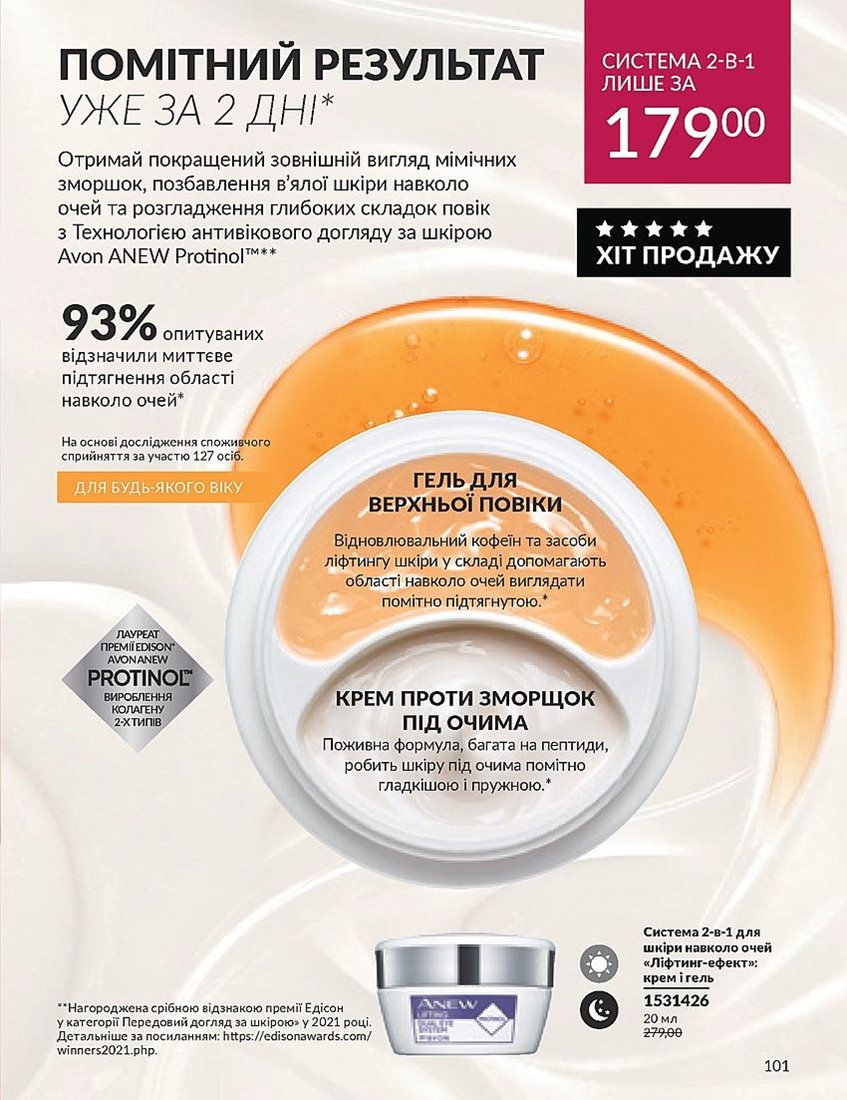 ПОМІТНИЙ РЕЗУЛЬТАТ
УЖЕ ЗА 2 ДНІ*
Отримай покращений зовнішній вигляд мімічних
зморшок, позбавлення в’ялої шкіри навколо
очей та розгладження глибоких складок повік
з Технологією антивікового догляду за шкірою
Avon ANEW Protinol™**
СИСТЕМА 2-В-1
ЛИШЕ ЗА
179⁰⁰
ХІТ ПРОДАЖУ
93% опитуваних
відзначили миттєве
підтягнення області
навколо очей*
На основі дослідження споживчого
сприйняття за участю 127 осіб.
ДЛЯ БУДЬ-ЯКОГО ВІКУ
ГЕЛЬ ДЛЯ
ВЕРХНЬОЇ ПОВІКИ
Відновлювальний кофеїн та засоби
ліфтингу шкіри у складі допомагають
області навколо очей виглядати
помітно підтягнутою.*
ЛАУРЕАТ
ПРЕМІЇ EDISON*
AVON ANEW
PROTINOL™
ВИРОБЛЕННЯ
КОЛАГЕНУ
2-Х ТИПІВ
КРЕМ ПРОТИ ЗМОРЩОК
ПІД ОЧИМА
Поживна формула, багата на пептиди,
робить шкіру під очима помітно
гладкішою і пружною.*
ANEW
LIFTING
DUAL EYE
SYSTEM
AVON
PROTINOL
Система 2-в-1 для
шкіри навколо очей
«Ліфтинг-ефект»:
крем і гель
1531426
20 мл
279,00
**Нагороджена срібною відзнакою премії Едісон
у категорії Передовий догляд за шкірою» у 2021 році.
Детальніше за посиланням: https://edisonawards.com/
winners2021.php.
101